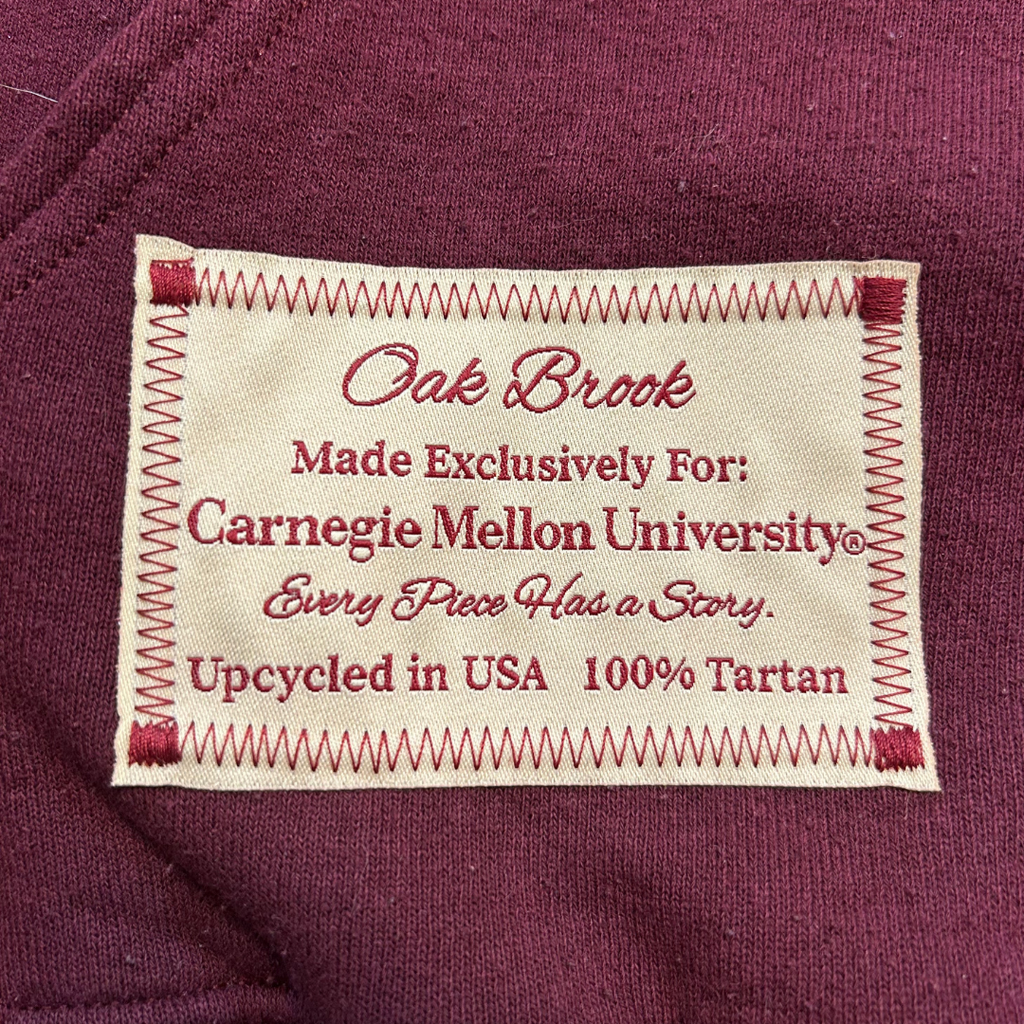 Oak Brook
Made Exclusively For:
Carnegie Mellon University®
Every Piece Has a Story.
Upcycled in USA 100% Tartan